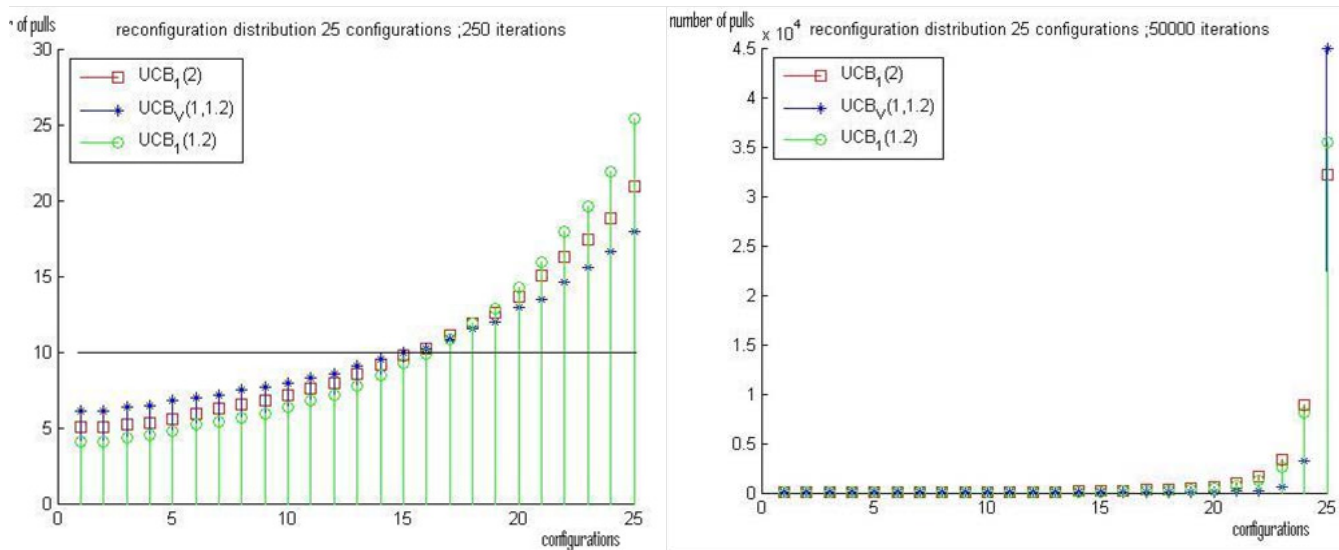 r of pulls
reconfiguration distribution 25 configurations ;250 iterations
30
25
20
15
10
5
0
UCB1(2)
UCBV(1,1.2)
UCB1(1.2)
0 5 10 15 20 25
configurations
number of pulls
x 10^4
reconfiguration distribution 25 configurations ;50000 iterations
4.5
4
3.5
3
2.5
2
1.5
1
0.5
0
UCB1(2)
UCBV(1,1.2)
UCB1(1.2)
0 5 10 15 20 25
configurations